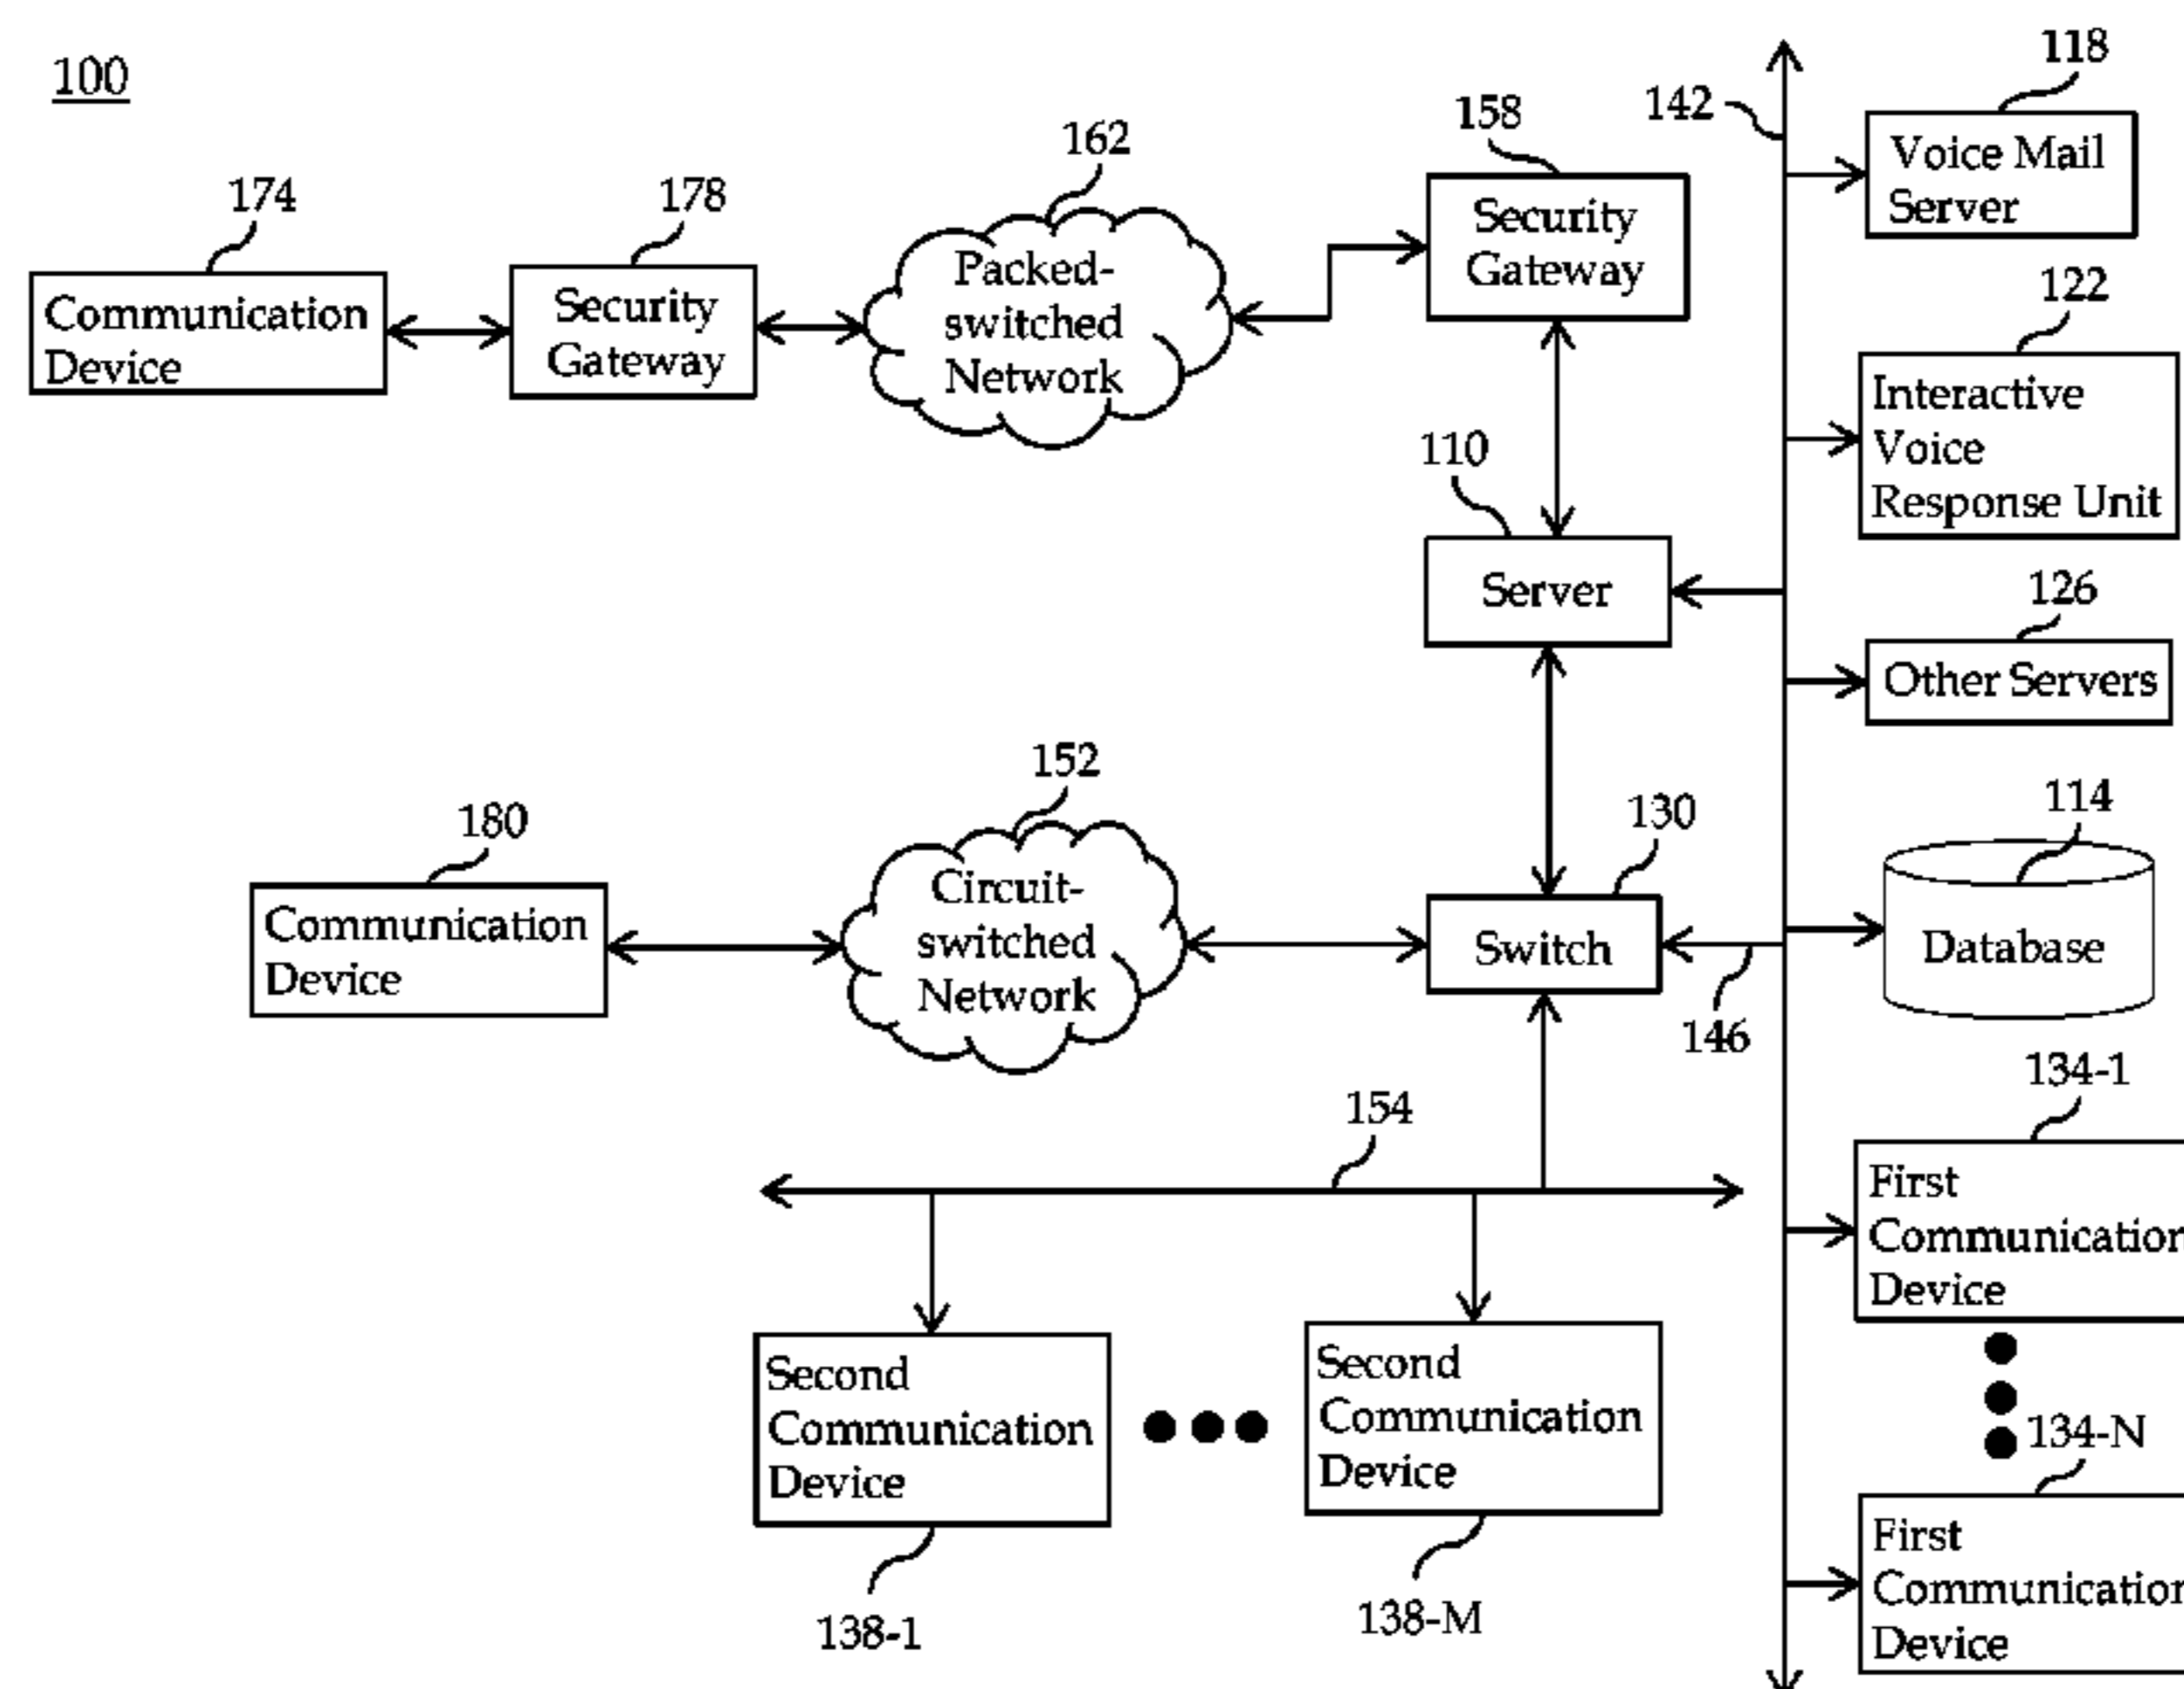 100
174
Communication
Device
178
Security
Gateway
162
Packed-
switched
Network
158
Security
Gateway
142
118
Voice Mail
Server
122
Interactive
Voice
Response Unit
110
Server
126
Other Servers
180
Communication
Device
152
Circuit-
switched
Network
130
Switch
146
114
Database
154
134-1
First
Communication
Device
134-N
First
Communication
Device
Second
Communication
Device
138-1
Second
Communication
Device
138-M